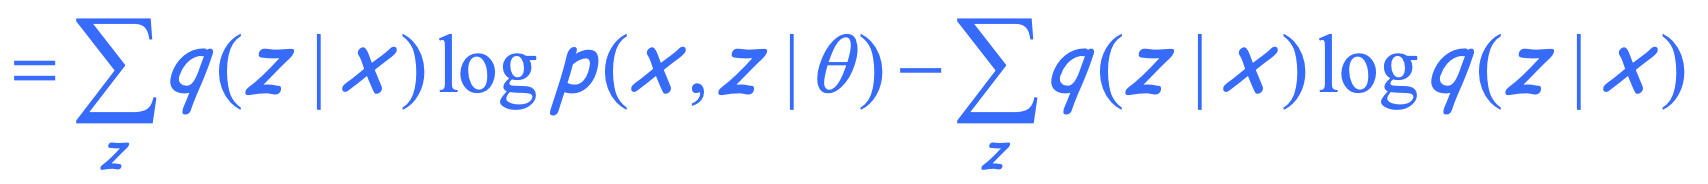 = ∑_z q(z|x) log p(x, z|θ) − ∑_z q(z|x) log q(z|x)